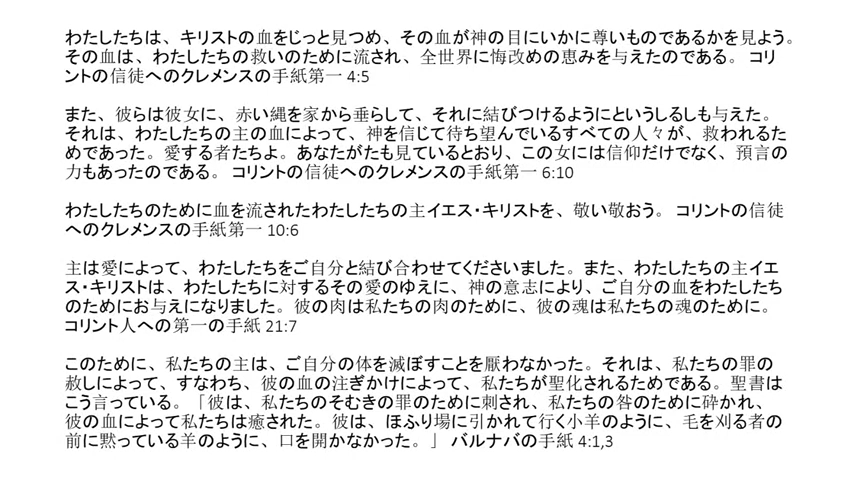 わたしたちは、キリストの血をじっと見つめ、その血が神の目にいかに尊いものであるかを見よう。
その血は、わたしたちの救いのために流され、全世界に悔改めの恵みを与えたのである。 コリ
ントの信徒へのクレメンスの手紙第一 4:5
また、彼らは彼女に、赤い縄を家から垂らして、それに結びつけるようにというしるしも与えた。
それは、わたしたちの主の血によって、神を信じて待ち望んでいるすべての人々が、救われるた
めであった。愛する者たちよ。あなたがたも見ているとおり、この女には信仰だけでなく、預言の
力もあったのである。 コリントの信徒へのクレメンスの手紙第一 6:10
わたしたちのために血を流されたわたしたちの主イエス・キリストを、敬い敬おう。 コリントの信徒
へのクレメンスの手紙第一 10:6
主は愛によって、わたしたちをご自分と結び合わせてくださいました。また、わたしたちの主イエ
ス・キリストは、わたしたちに対するその愛のゆえに、神の意志により、ご自分の血をわたしたち
のためにお与えになりました。彼の肉は私たちの肉のために、彼の魂は私たちの魂のために。
コリント人への第一の手紙 21:7
このために、私たちの主は、ご自分の体を滅ぼすことを厭わなかった。それは、私たちの罪の
赦しによって、すなわち、彼の血の注ぎかけによって、私たちが聖化されるためである。聖書は
こう言っている。「彼は、私たちのそむきの罪のために刺され、私たちの咎のために砕かれ、
彼の血によって私たちは癒された。彼は、ほふり場に引かれて行く小羊のように、毛を刈る者の
前に黙っている羊のように、口を開かなかった。」 バルナバの手紙 4:1,3